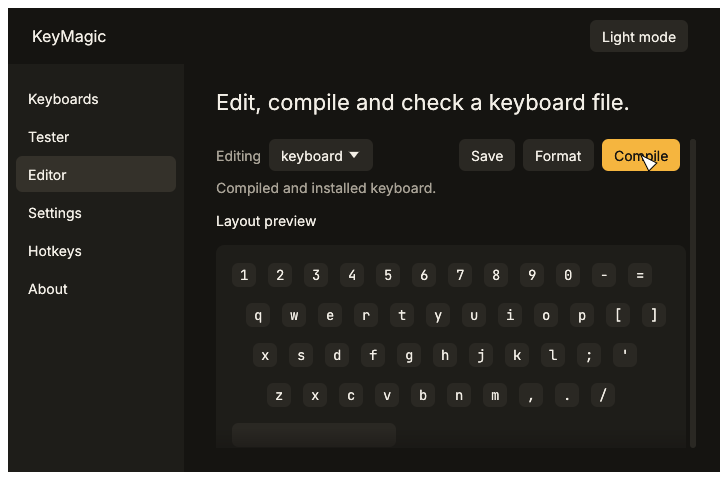 KeyMagic
Light mode
Keyboards
Tester
Editor
Settings
Hotkeys
About
Edit, compile and check a keyboard file.
Editing keyboard Save Format Compile
Compiled and installed keyboard.
Layout preview
1 2 3 4 5 6 7 8 9 0 - =
q w e r t y u i o p [ ]
x s d f g h j k l ; '
z x c v b n m , . /